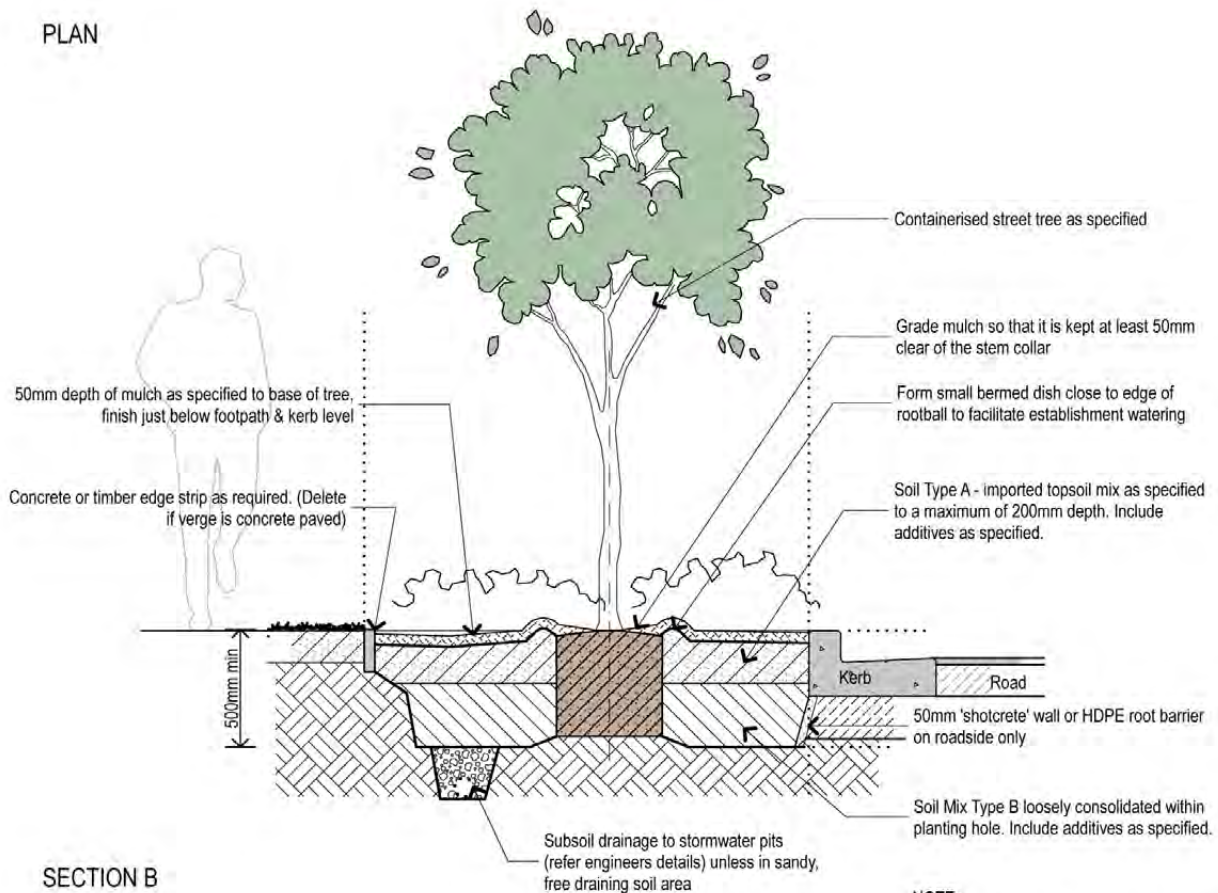 PLAN
Containerised street tree as specified
Grade mulch so that it is kept at least 50mm
clear of the stem collar
50mm depth of mulch as specified to base of tree,
finish just below footpath & kerb level
Form small bermed dish close to edge of
rootball to facilitate establishment watering
Concrete or timber edge strip as required. (Delete
if verge is concrete paved)
Soil Type A - imported topsoil mix as specified
to a maximum of 200mm depth. Include
additives as specified.
500mm min
Kerb
Road
50mm 'shotcrete' wall or HDPE root barrier
on roadside only
Soil Mix Type B loosely consolidated within
planting hole. Include additives as specified.
Subsoil drainage to stormwater pits
(refer engineers details) unless in sandy,
free draining soil area
SECTION B